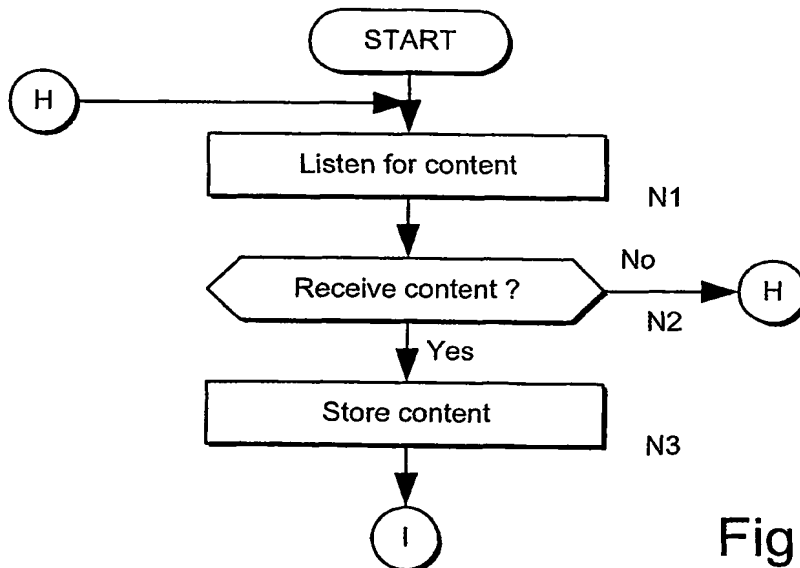 START
H
Listen for content
N1
Receive content ?
No
H
N2
Yes
Store content
N3
I
Fig